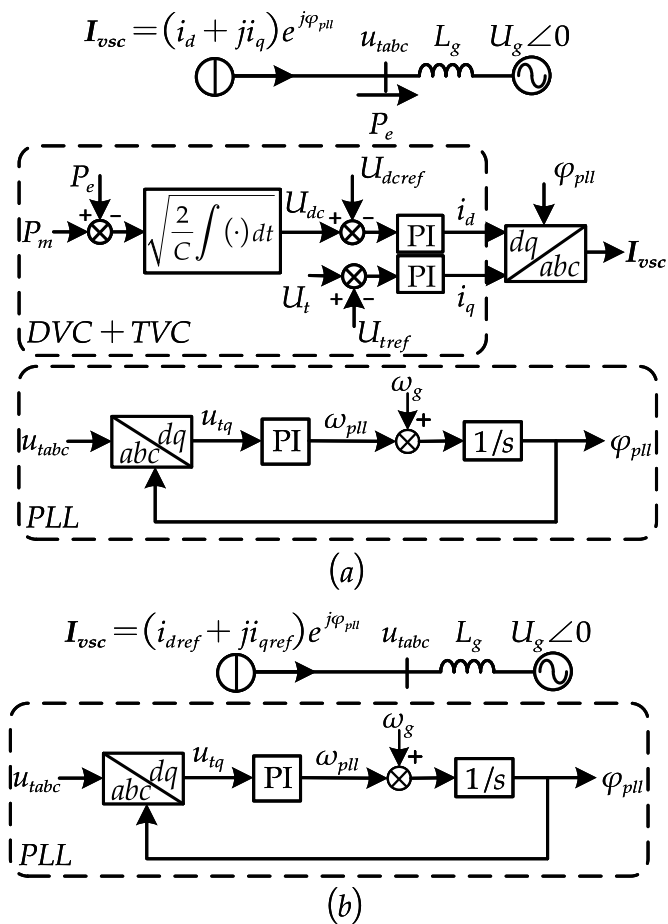 I_vsc = (i_d + ji_q)e^{jφ_pll}
u_tabc L_g U_g∠0
P_e
P_e U_dcref
P_m + − √(2/C ∫(·)dt) U_dc + − PI i_d φ_pll
dq abc I_vsc
U_t + − PI i_q
U_tref
DVC + TVC
ω_g
u_tabc abc dq u_tq PI ω_pll + 1/s φ_pll
PLL
(a)
I_vsc = (i_dref + ji_qref)e^{jφ_pll} u_tabc L_g U_g∠0
ω_g
u_tabc abc dq u_tq PI ω_pll + 1/s φ_pll
PLL
(b)